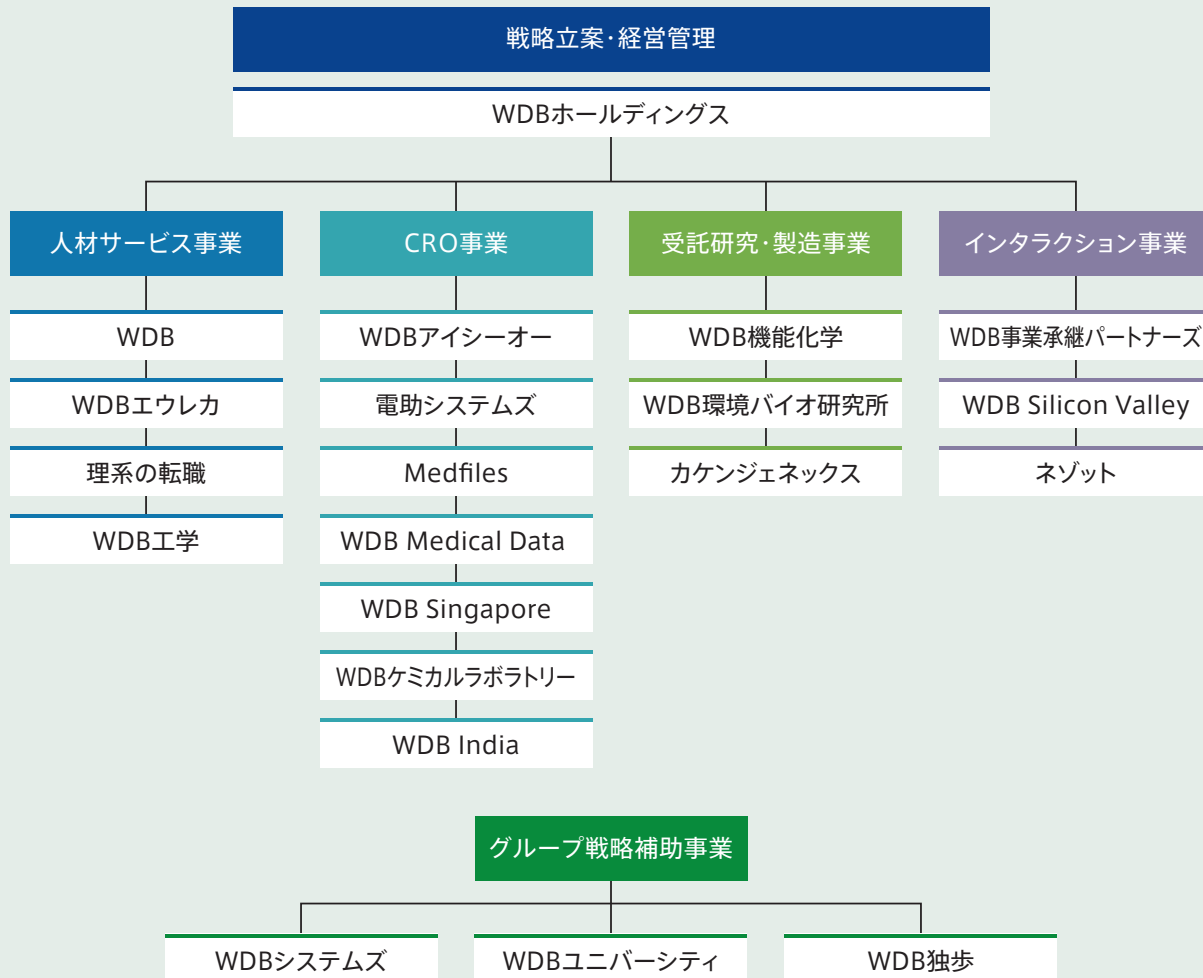 戦略立案･経営管理
WDBホールディングス
人材サービス事業
WDB
WDBエウレカ
理系の転職
WDB工学
CRO事業
WDBアイシーオー
電助システムズ
Medfiles
WDB Medical Data
WDB Singapore
WDBケミカルラボラトリー
WDB India
受託研究･製造事業
WDB機能化学
WDB環境バイオ研究所
カケンジェネックス
インタラクション事業
WDB事業承継パートナーズ
WDB Silicon Valley
ネゾット
グループ戦略補助事業
WDBシステムズ
WDBユニバーシティ
WDB独歩